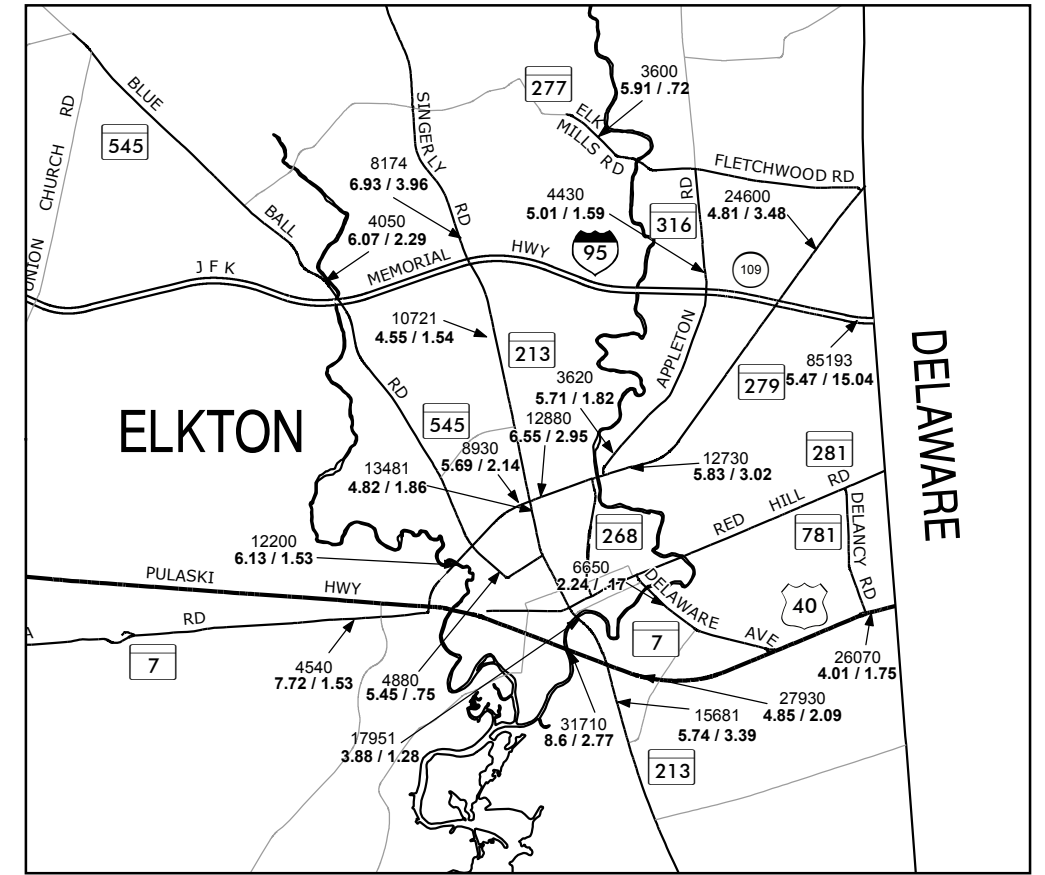 277
3600
5.91 / .72
BLUE
SINGERLY
ELK
MILLS RD
CHURCH RD
545
FLETCHWOOD RD
8174
6.93 / 3.96
4430
5.01 / 1.59
RD
24600
4.81 / 3.48
4050
6.07 / 2.29
BALL
RD
316
UNION
JFK
MEMORIAL
HWY
95
109
10721
4.55 / 1.54
213
APPLETON
85193
5.47 / 15.04
279
DELAWARE
3620
5.71 / 1.82
RD
ELKTON
545
12880
6.55 / 2.95
8930
5.69 / 2.14
13481
4.82 / 1.86
12730
5.83 / 3.02
281
RED HILL RD
268
781
DELANCY RD
12200
6.13 / 1.53
6650
2.24 / .17
PULASKI
HWY
DELAWARE AVE
40
A
RD
7
7
4540
7.72 / 1.53
4880
5.45 / .75
26070
4.01 / 1.75
27930
4.85 / 2.09
15681
5.74 / 3.39
31710
8.6 / 2.77
17951
3.88 / 1.28
213